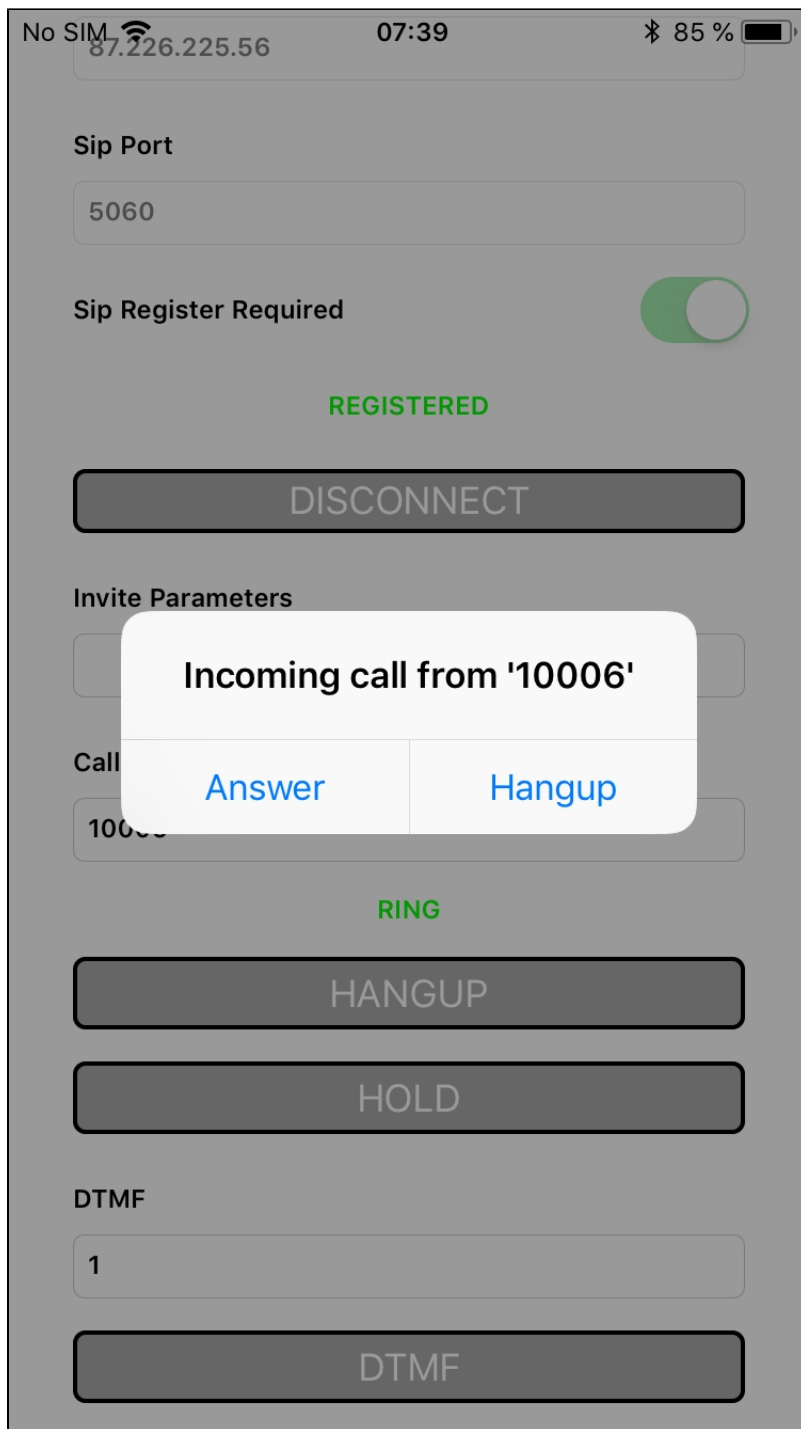 No SIM 07:39 85 %
87.226.225.56
Sip Port
5060
Sip Register Required
REGISTERED
DISCONNECT
Invite Parameters
Incoming call from '10006'
Call
Answer Hangup
RING
HANGUP
HOLD
DTMF
1
DTMF